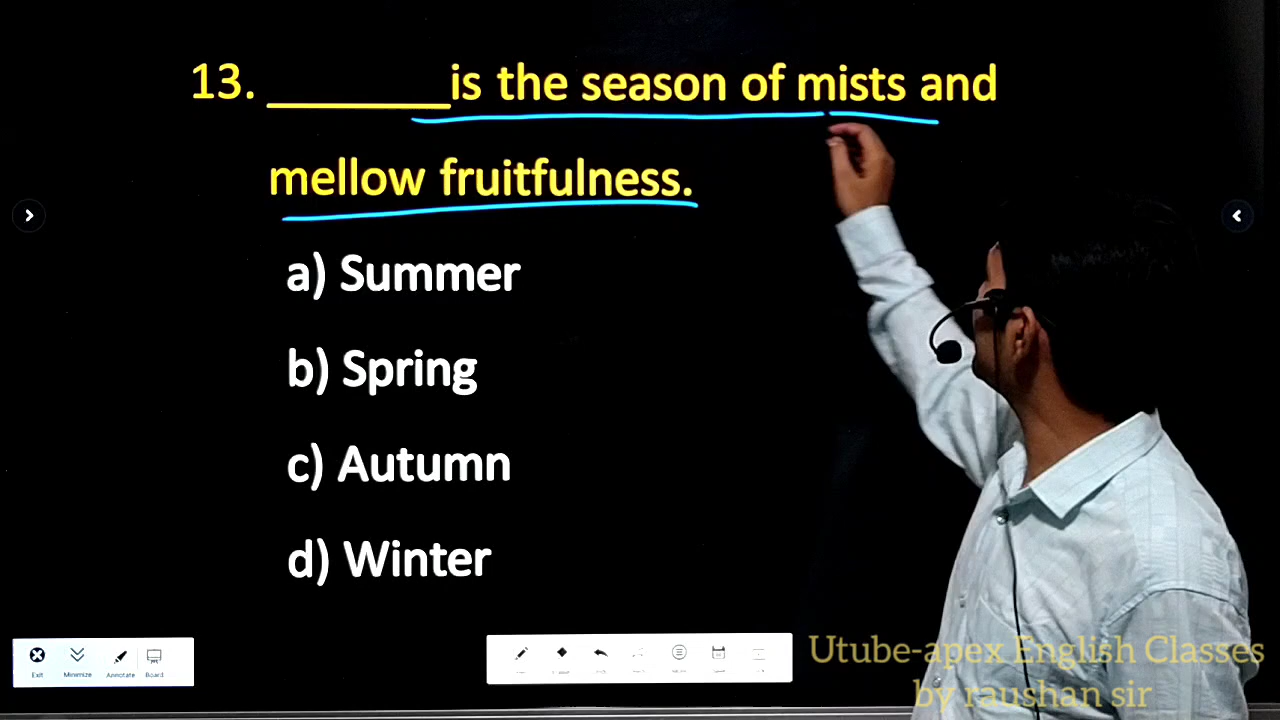 13. ________is the season of mists and
mellow fruitfulness.
a) Summer
b) Spring
c) Autumn
d) Winter
Exit
Minimize
Annotate
Board
Utube-apex English Classes
by raushan sir